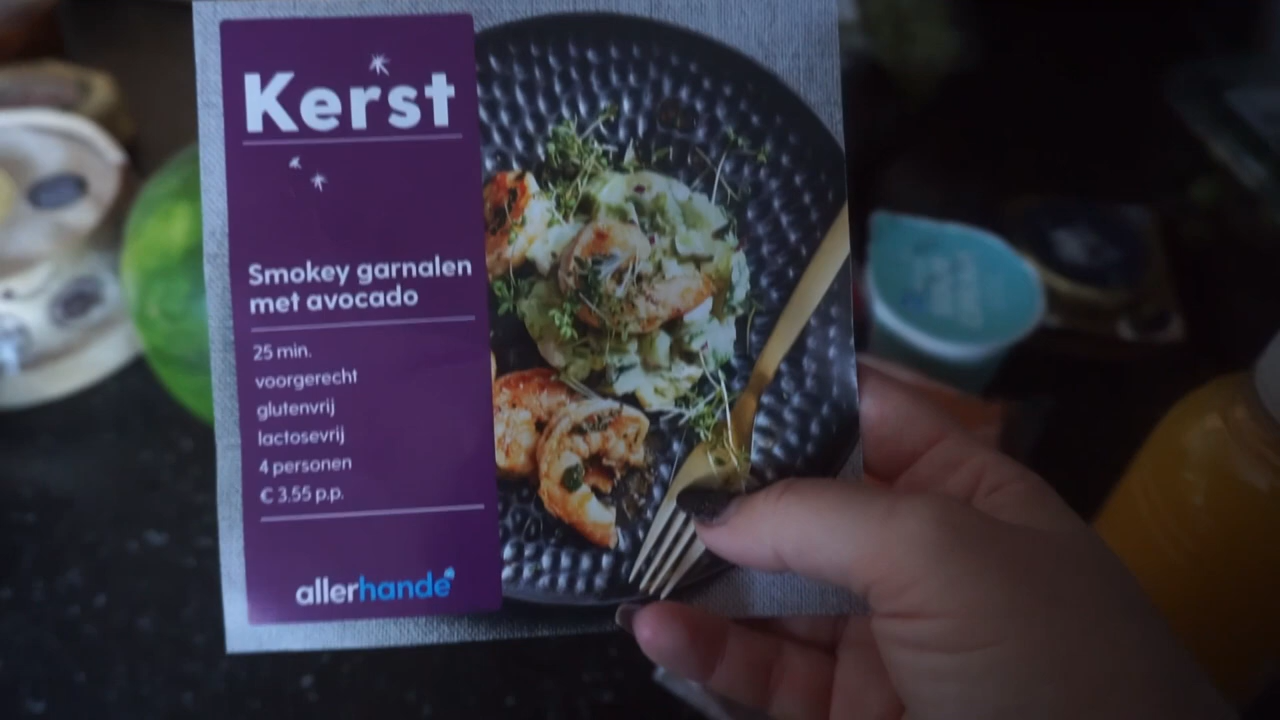 Kerst
Smokey garnalen
met avocado
25 min.
voorgerecht
glutenvrij
lactosevrij
4 personen
€ 3.55 p.p.
allerhande